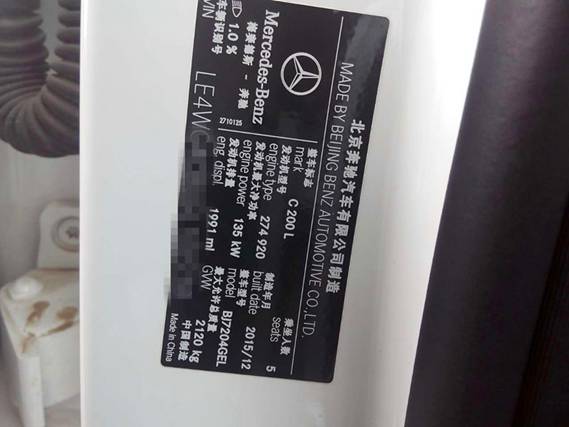 北京奔驰汽车有限公司制造
MADE BY:BEIJING BENZ AUTOMOTIVE CO.,LTD.
整车标志 乘坐人数
mark C 200 L seats 5
发动机型号 制造年月
engine type 274 920 built date 2015/12
发动机最大净功率 整车型号
engine power 135 kW model BJ7204GEL
发动机排量 最大允许总质量
eng. displ. 1991 ml GVW 2120 kg
Mercedes-Benz
梅赛德斯 - 奔驰
2710125
1.0 %
车辆识别号
VIN LE4WG
中国制造
Made in China